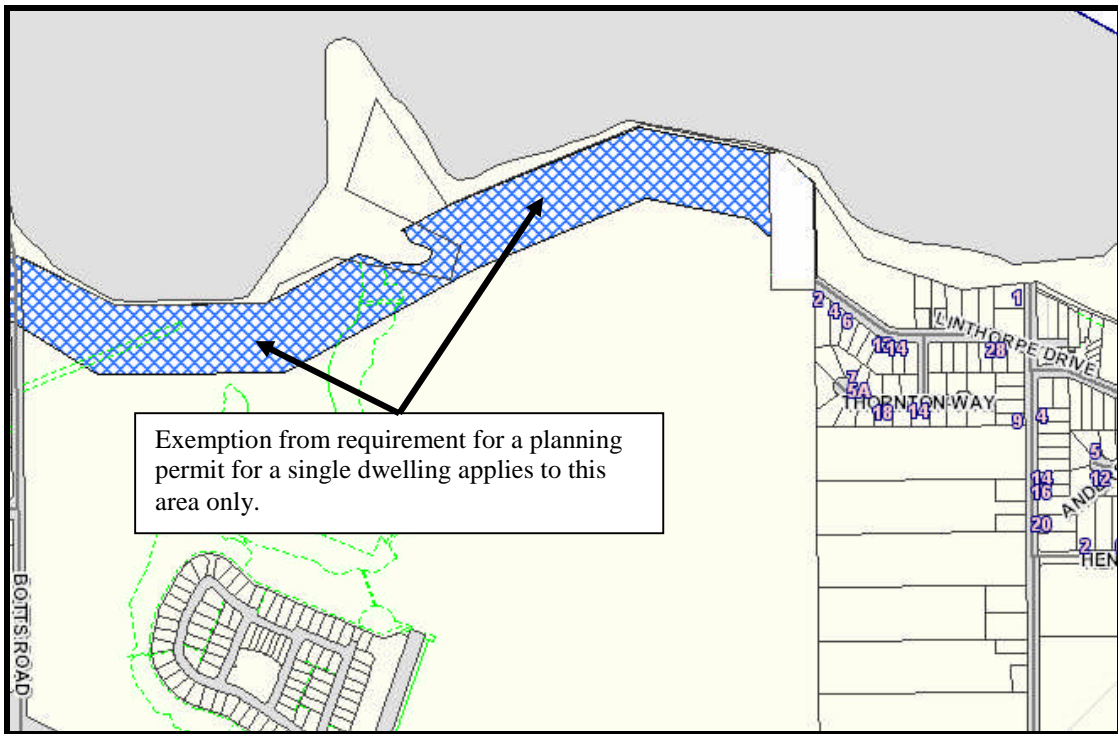 Exemption from requirement for a planning
permit for a single dwelling applies to this
area only.
BOTTS ROAD
LINTHORPE DRIVE
THORNTON WAY
2
4
6
14
28
1
7
5A
18
14
9
4
5
12
14
16
20
2
HEN